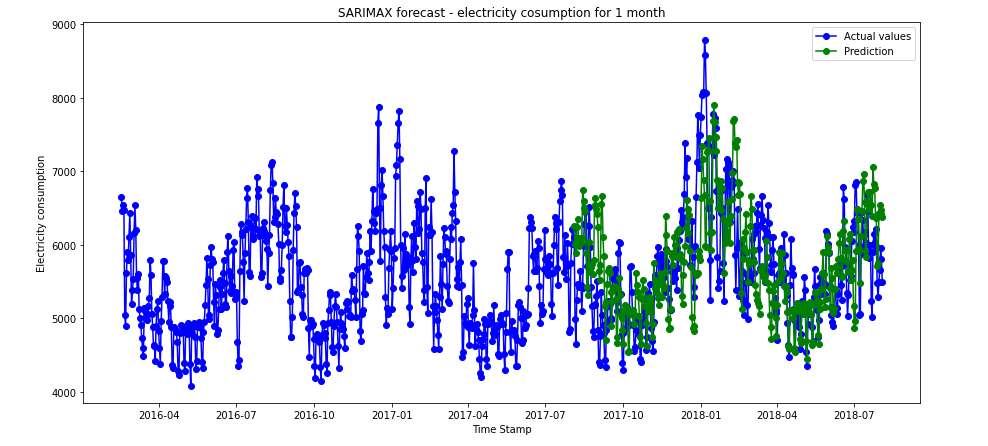 SARIMAX forecast - electricity cosumption for 1 month
Actual values
Prediction
9000
8000
7000
6000
5000
4000
Electricity consumption
2016-04 2016-07 2016-10 2017-01 2017-04 2017-07 2017-10 2018-01 2018-04 2018-07
Time Stamp